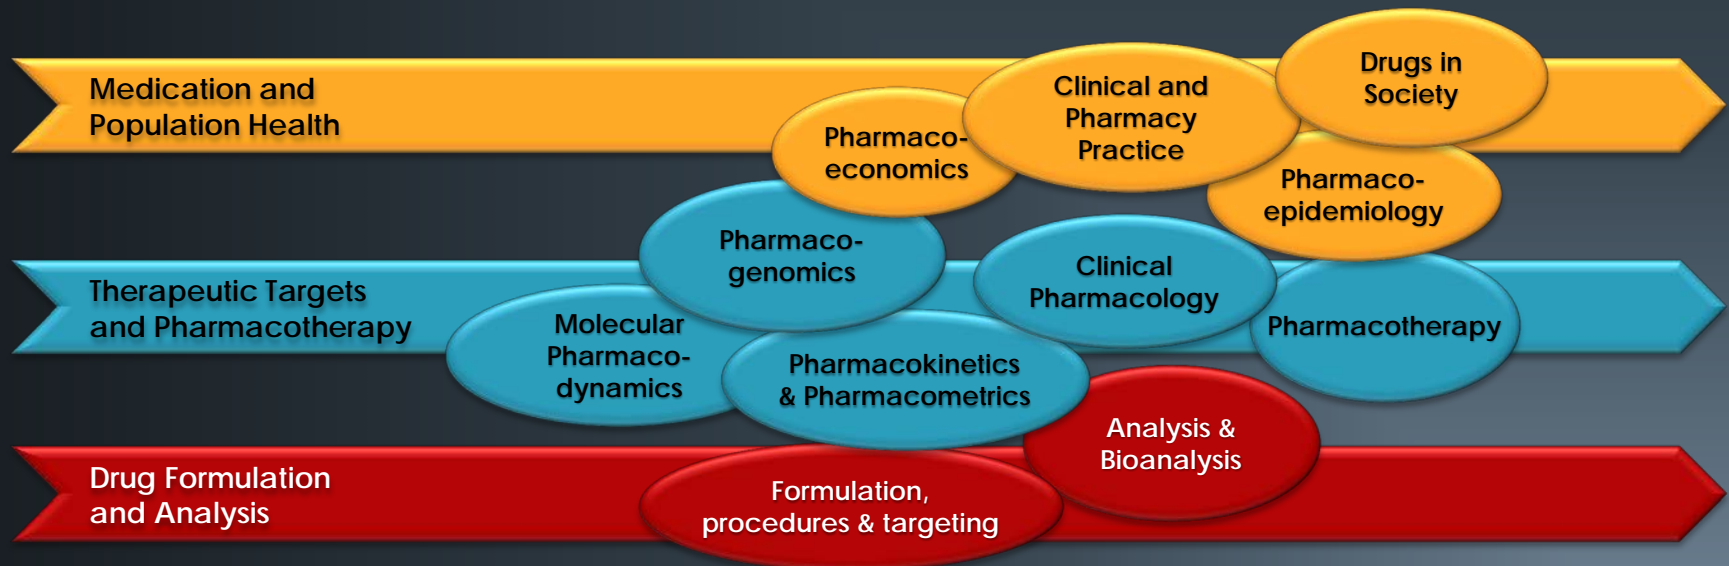 Medication and
Population Health
Pharmaco-
economics
Clinical and
Pharmacy
Practice
Drugs in
Society
Pharmaco-
epidemiology
Therapeutic Targets
and Pharmacotherapy
Molecular
Pharmaco-
dynamics
Pharmaco-
genomics
Pharmacokinetics
& Pharmacometrics
Clinical
Pharmacology
Pharmacotherapy
Drug Formulation
and Analysis
Formulation,
procedures & targeting
Analysis &
Bioanalysis